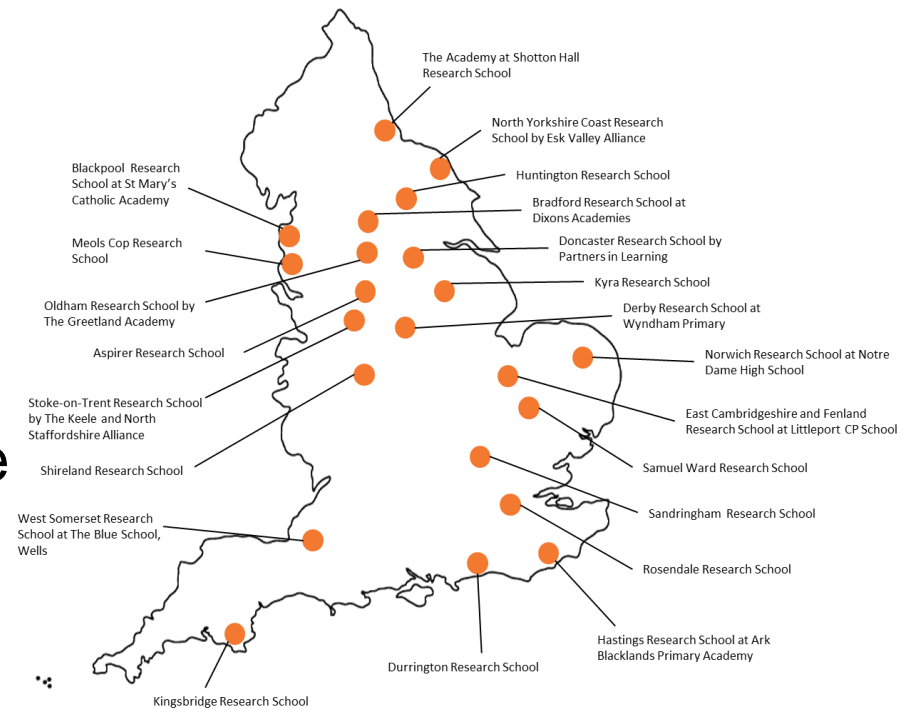 The Academy at Shotton Hall
Research School
North Yorkshire Coast Research
School by Esk Valley Alliance
Blackpool Research
School at St Mary's
Catholic Academy
Huntington Research School
Bradford Research School at
Dixons Academies
Meols Cop Research
School
Doncaster Research School by
Partners in Learning
Kyra Research School
Oldham Research School by
The Greetland Academy
Derby Research School at
Wyndham Primary
Aspirer Research School
Norwich Research School at Notre
Dame High School
Stoke-on-Trent Research School
by The Keele and North
Staffordshire Alliance
East Cambridgeshire and Fenland
Research School at Littleport CP School
Shireland Research School
Samuel Ward Research School
West Somerset Research
School at The Blue School,
Wells
Sandringham Research School
Rosendale Research School
Hastings Research School at Ark
Blacklands Primary Academy
Durrington Research School
Kingsbridge Research School